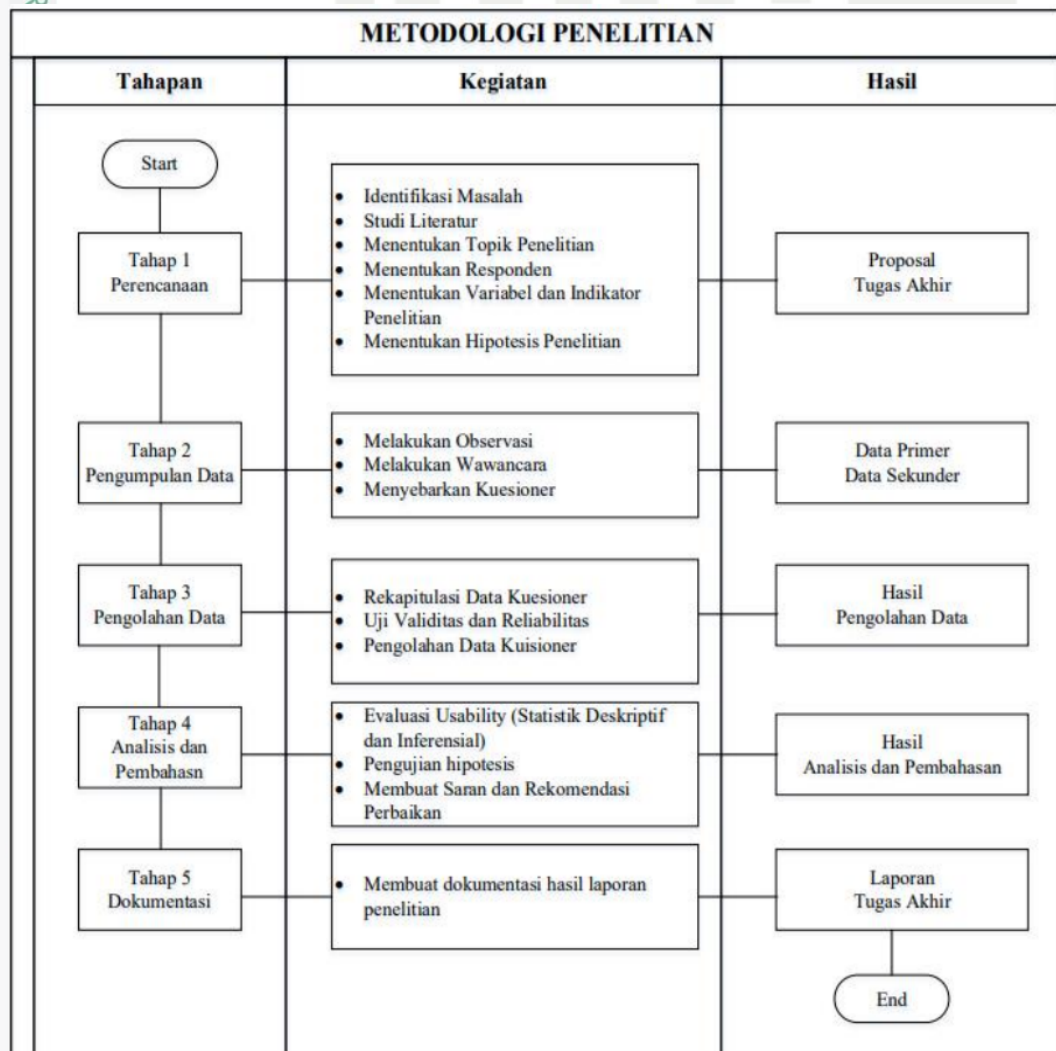 METODOLOGI PENELITIAN
Tahapan
Kegiatan
Hasil
Start
Tahap 1
Perencanaan
• Identifikasi Masalah
• Studi Literatur
• Menentukan Topik Penelitian
• Menentukan Responden
• Menentukan Variabel dan Indikator
Penelitian
• Menentukan Hipotesis Penelitian
Proposal
Tugas Akhir
Tahap 2
Pengumpulan Data
• Melakukan Observasi
• Melakukan Wawancara
• Menyebarkan Kuesioner
Data Primer
Data Sekunder
Tahap 3
Pengolahan Data
• Rekapitulasi Data Kuesioner
• Uji Validitas dan Reliabilitas
• Pengolahan Data Kuisioner
Hasil
Pengolahan Data
Tahap 4
Analisis dan
Pembahasn
• Evaluasi Usability (Statistik Deskriptif
dan Inferensial)
• Pengujian hipotesis
• Membuat Saran dan Rekomendasi
Perbaikan
Hasil
Analisis dan Pembahasan
Tahap 5
Dokumentasi
• Membuat dokumentasi hasil laporan
penelitian
Laporan
Tugas Akhir
End